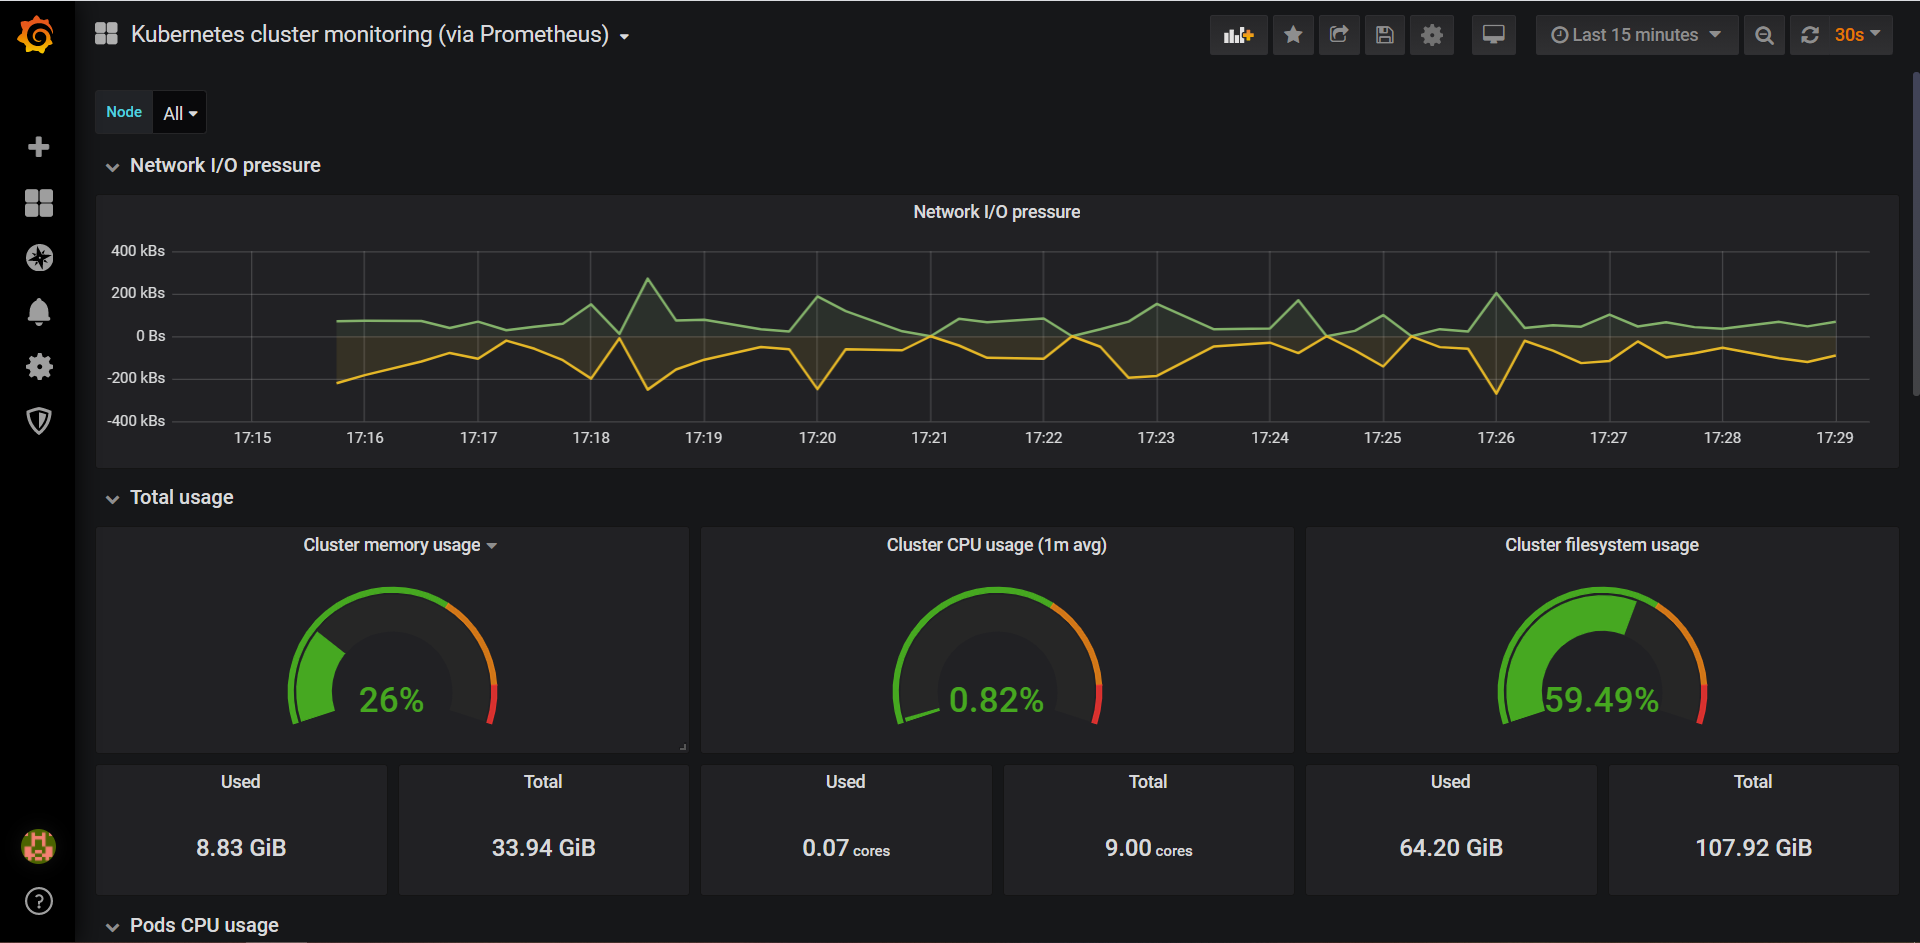 Kubernetes cluster monitoring (via Prometheus)
Last 15 minutes
30s
Node
All
Network I/O pressure
Network I/O pressure
400 kBs
200 kBs
0 Bs
-200 kBs
-400 kBs
17:15 17:16 17:17 17:18 17:19 17:20 17:21 17:22 17:23 17:24 17:25 17:26 17:27 17:28 17:29
Total usage
Cluster memory usage
26%
Cluster CPU usage (1m avg)
0.82%
Cluster filesystem usage
59.49%
Used
8.83 GiB
Total
33.94 GiB
Used
0.07 cores
Total
9.00 cores
Used
64.20 GiB
Total
107.92 GiB
Pods CPU usage